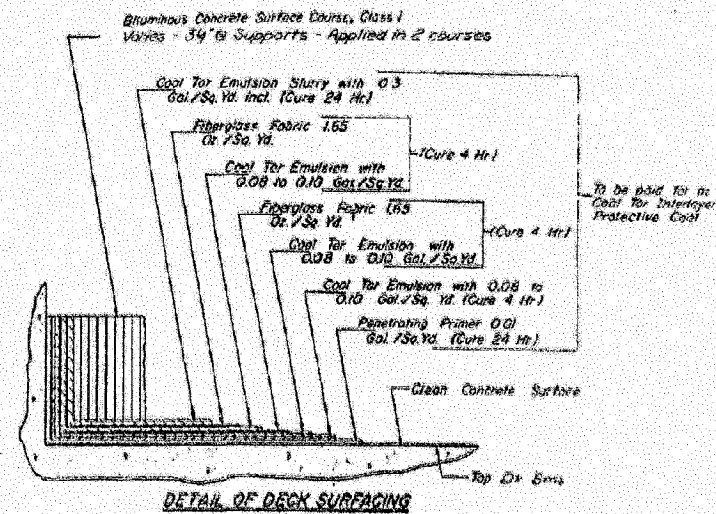 Bituminous Concrete Surface Course, Class I
Varies - 3/4" @ Supports - Applied in 2 courses
Coal Tar Emulsion Slurry with 0.3
Gal./Sq. Yd. incl. (Cure 24 Hr)
Fiberglass Fabric 1.65
Oz./Sq. Yd.
(Cure 4 Hr)
Coal Tar Emulsion with
0.08 to 0.10 Gal./Sq.Yd.
To be paid for as
Coal Tar Interlayer
Protective Coat
Fiberglass Fabric 1.65
Oz./Sq. Yd.
(Cure 4 Hr)
Coal Tar Emulsion with
0.08 to 0.10 Gal./Sq.Yd.
Coal Tar Emulsion with 0.08 to
0.10 Gal./Sq. Yd. (Cure 4 Hr)
Penetrating Primer 0.01
Gal./Sq.Yd. (Cure 24 Hr)
Clean Concrete Surface
Top
DETAIL OF DECK SURFACING